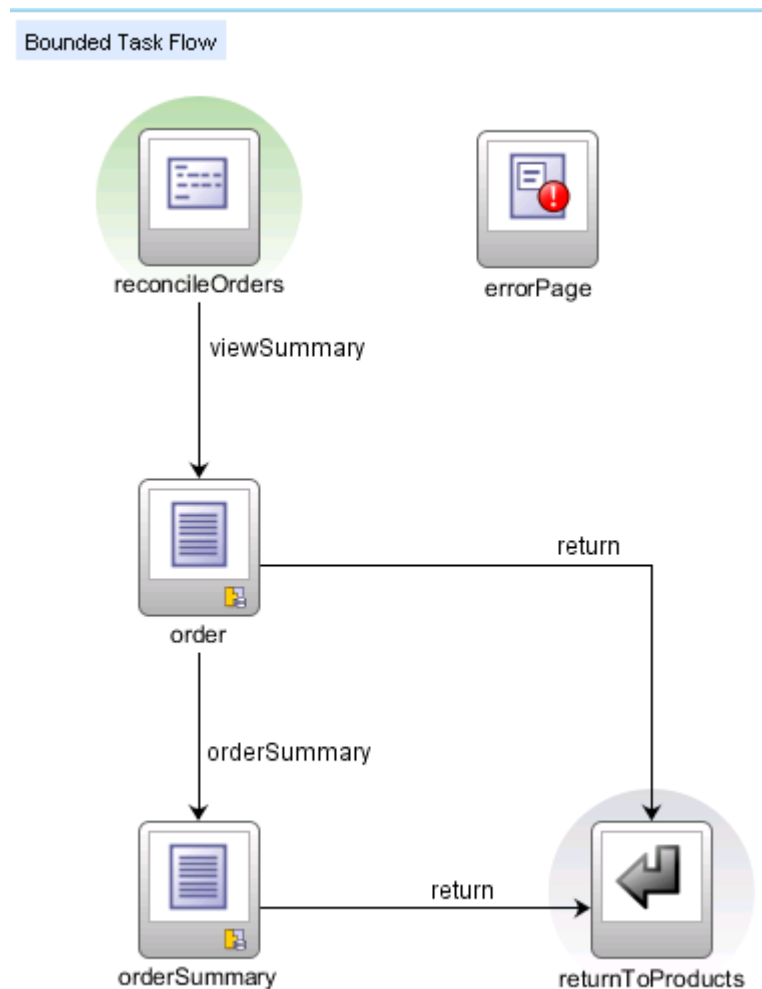 Bounded Task Flow
reconcileOrders
errorPage
viewSummary
return
order
orderSummary
return
orderSummary
returnToProducts